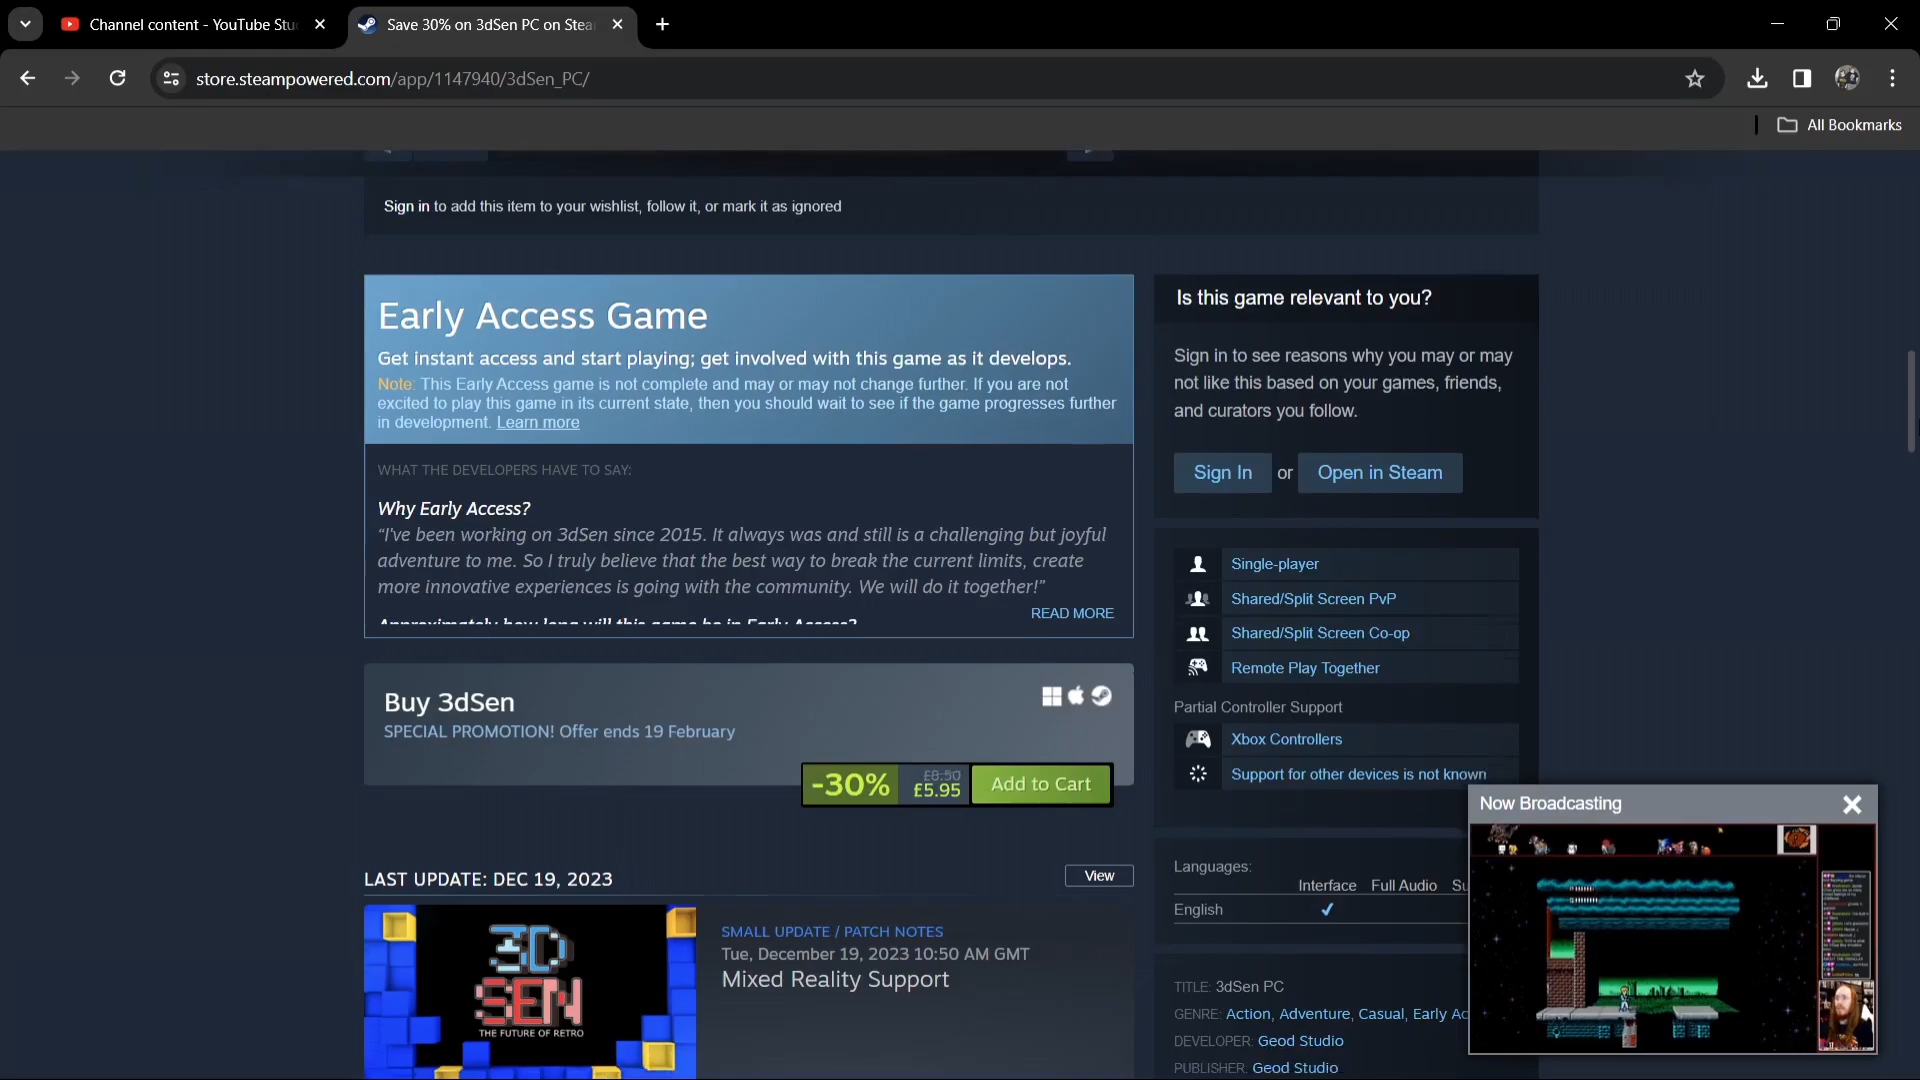 Channel content - YouTube Stu
Save 30% on 3dSen PC on Stea
store.steampowered.com/app/1147940/3dSen_PC/
All Bookmarks
Sign in to add this item to your wishlist, follow it, or mark it as ignored
Early Access Game
Get instant access and start playing; get involved with this game as it develops.
Note: This Early Access game is not complete and may or may not change further. If you are not
excited to play this game in its current state, then you should wait to see if the game progresses further
in development. Learn more
WHAT THE DEVELOPERS HAVE TO SAY:
Why Early Access?
“I've been working on 3dSen since 2015. It always was and still is a challenging but joyful
adventure to me. So I truly believe that the best way to break the current limits, create
more innovative experiences is going with the community. We will do it together!”
Approximately how long will this game be in Early Access?
READ MORE
Buy 3dSen
SPECIAL PROMOTION! Offer ends 19 February
-30%
£8.50
£5.95
Add to Cart
LAST UPDATE: DEC 19, 2023
View
3D
SEN
THE FUTURE OF RETRO
SMALL UPDATE / PATCH NOTES
Tue, December 19, 2023 10:50 AM GMT
Mixed Reality Support
Is this game relevant to you?
Sign in to see reasons why you may or may
not like this based on your games, friends,
and curators you follow.
Sign In or Open in Steam
Single-player
Shared/Split Screen PvP
Shared/Split Screen Co-op
Remote Play Together
Partial Controller Support
Xbox Controllers
Support for other devices is not known
Languages:
Interface Full Audio Su
English
TITLE: 3dSen PC
GENRE: Action, Adventure, Casual, Early Ac
DEVELOPER: Geod Studio
PUBLISHER: Geod Studio
Now Broadcasting